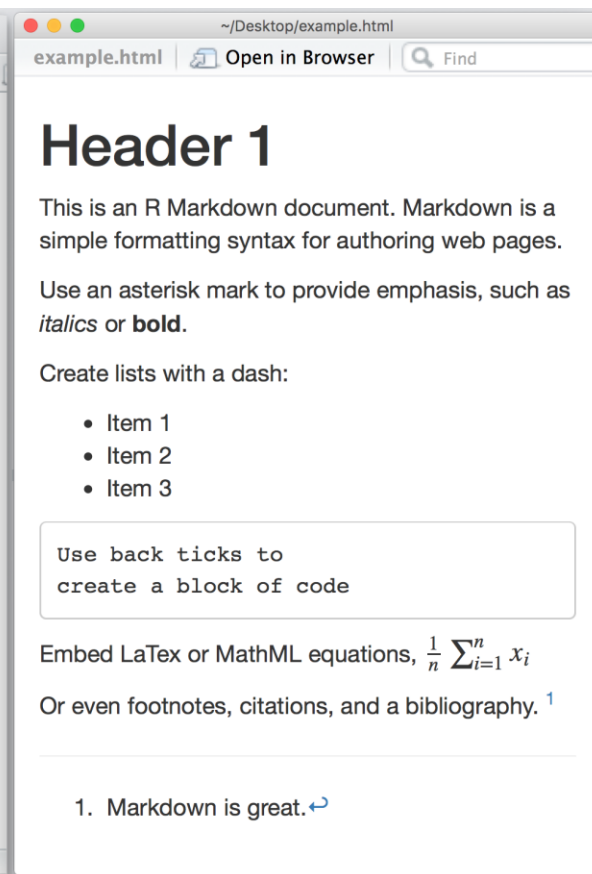 ~/Desktop/example.html
example.html Open in Browser Find
Header 1
This is an R Markdown document. Markdown is a
simple formatting syntax for authoring web pages.
Use an asterisk mark to provide emphasis, such as
italics or bold.
Create lists with a dash:
• Item 1
• Item 2
• Item 3
Use back ticks to
create a block of code
Embed LaTex or MathML equations, $\frac{1}{n} \sum_{i=1}^{n} x_i$
Or even footnotes, citations, and a bibliography. 1
1. Markdown is great.↩